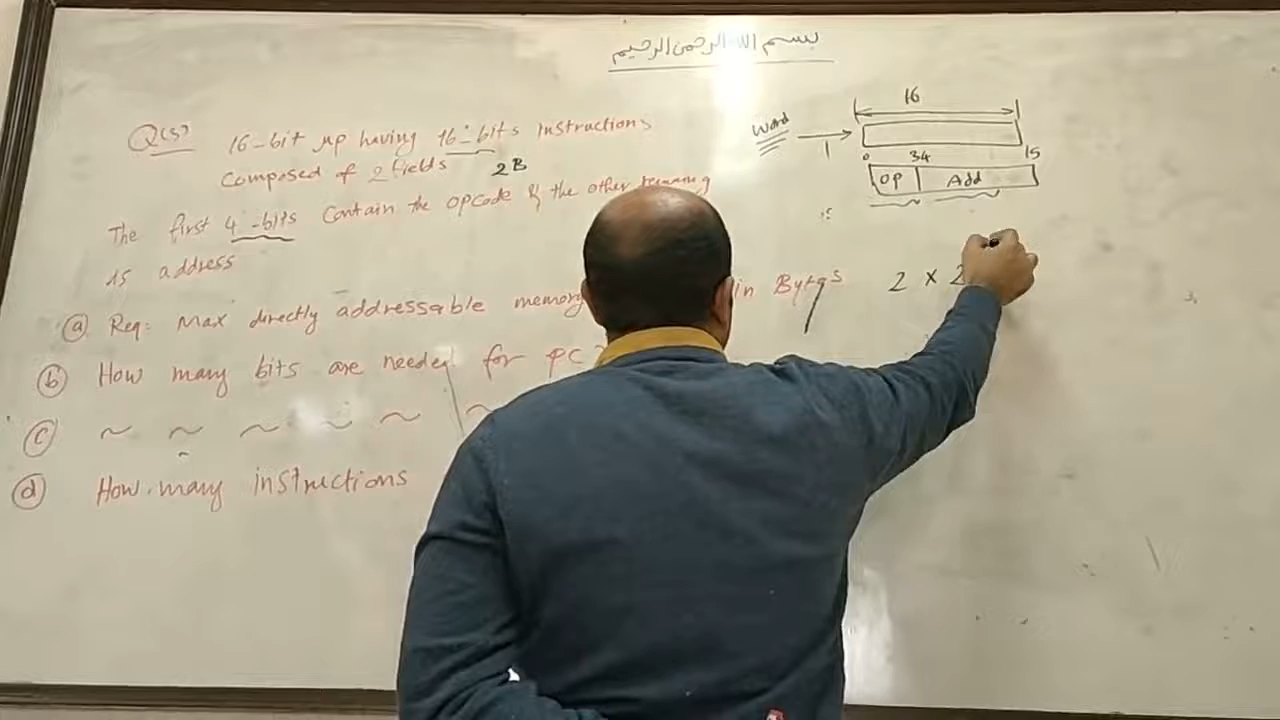 بسم الله الرحمن الرحيم
Q(3) 16-bit μp having 16-bits instructions
Composed of 2 fields 2B
The first 4-bits Contain the opcode & the other remaining
is address
(a) Req: Max directly addressable memory in Bytes
(b) How many bits are needed for PC
(c) ~ ~ ~ ~ ~ ~
(d) How many instructions
16
word 1
0 34 15
OP Add
2 × 2